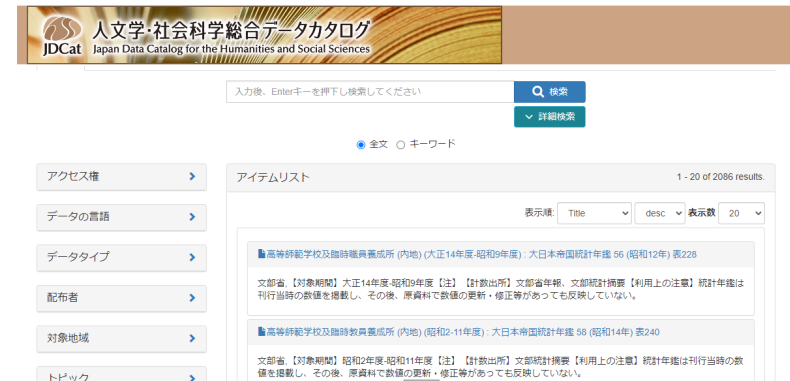 人文学・社会科学総合データカタログ
JDCat Japan Data Catalog for the Humanities and Social Sciences
入力後、Enterキーを押下し検索してください
検索
詳細検索
全文 キーワード
アクセス権
データの言語
データタイプ
配布者
対象地域
トピック
アイテムリスト 1 - 20 of 2086 results.
表示順: Title desc 表示数 20
高等師範学校及臨時職員養成所 (内地) (大正14年度-昭和9年度) : 大日本帝国統計年鑑 56 (昭和12年) 表228
文部省,【対象期間】大正14年度-昭和9年度【注】【計数出所】文部省年報、文部統計摘要【利用上の注意】統計年鑑は
刊行当時の数値を掲載し、その後、原資料で数値の更新・修正等があっても反映していない。
高等師範学校及臨時教員養成所 (内地) (昭和2-11年度) : 大日本帝国統計年鑑 58 (昭和14年) 表240
文部省,【対象期間】昭和2年度-昭和11年度【注】【計数出所】文部統計摘要【利用上の注意】統計年鑑は刊行当時の数
値を掲載し、その後、原資料で数値の更新・修正等があっても反映していない。